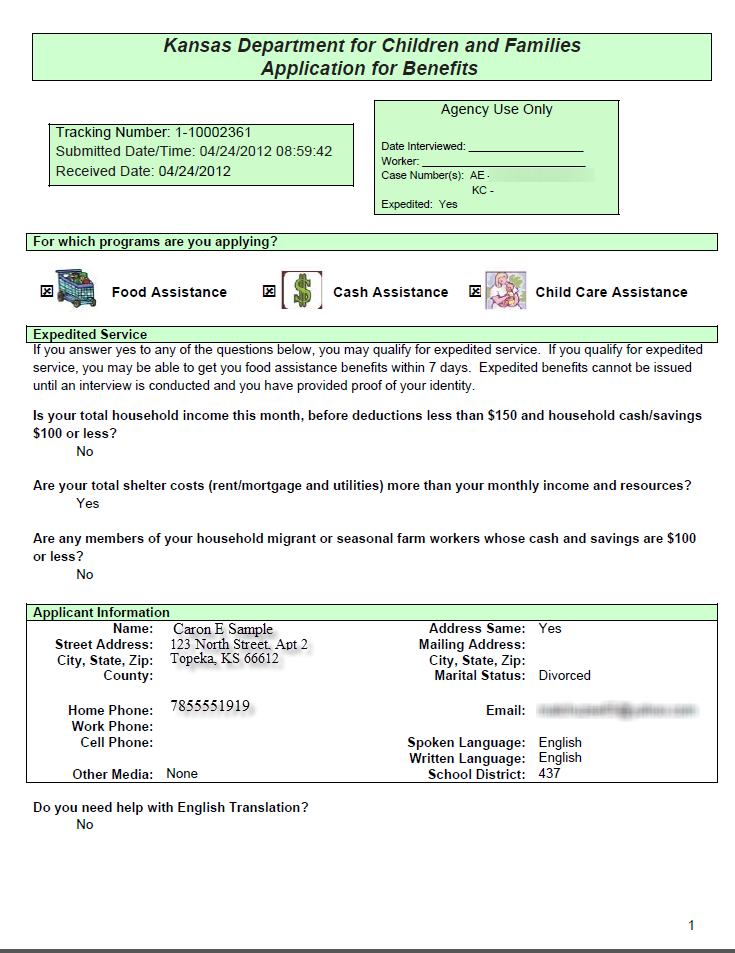 Kansas Department for Children and Families
Application for Benefits
Tracking Number: 1-10002361
Submitted Date/Time: 04/24/2012 08:59:42
Received Date: 04/24/2012
Agency Use Only
Date Interviewed: ___________________
Worker: ___________________________
Case Number(s): AE -
KC -
Expedited: Yes
For which programs are you applying?
☒ Food Assistance ☒ Cash Assistance ☒ Child Care Assistance
Expedited Service
If you answer yes to any of the questions below, you may qualify for expedited service. If you qualify for expedited
service, you may be able to get you food assistance benefits within 7 days. Expedited benefits cannot be issued
until an interview is conducted and you have provided proof of your identity.
Is your total household income this month, before deductions less than $150 and household cash/savings
$100 or less?
No
Are your total shelter costs (rent/mortgage and utilities) more than your monthly income and resources?
Yes
Are any members of your household migrant or seasonal farm workers whose cash and savings are $100
or less?
No
Applicant Information
Name: Caron E Sample Address Same: Yes
Street Address: 123 North Street, Apt 2 Mailing Address:
City, State, Zip: Topeka, KS 66612 City, State, Zip:
County: Marital Status: Divorced
Home Phone: 7855551919 Email:
Work Phone:
Cell Phone: Spoken Language: English
Written Language: English
Other Media: None School District: 437
Do you need help with English Translation?
No
1